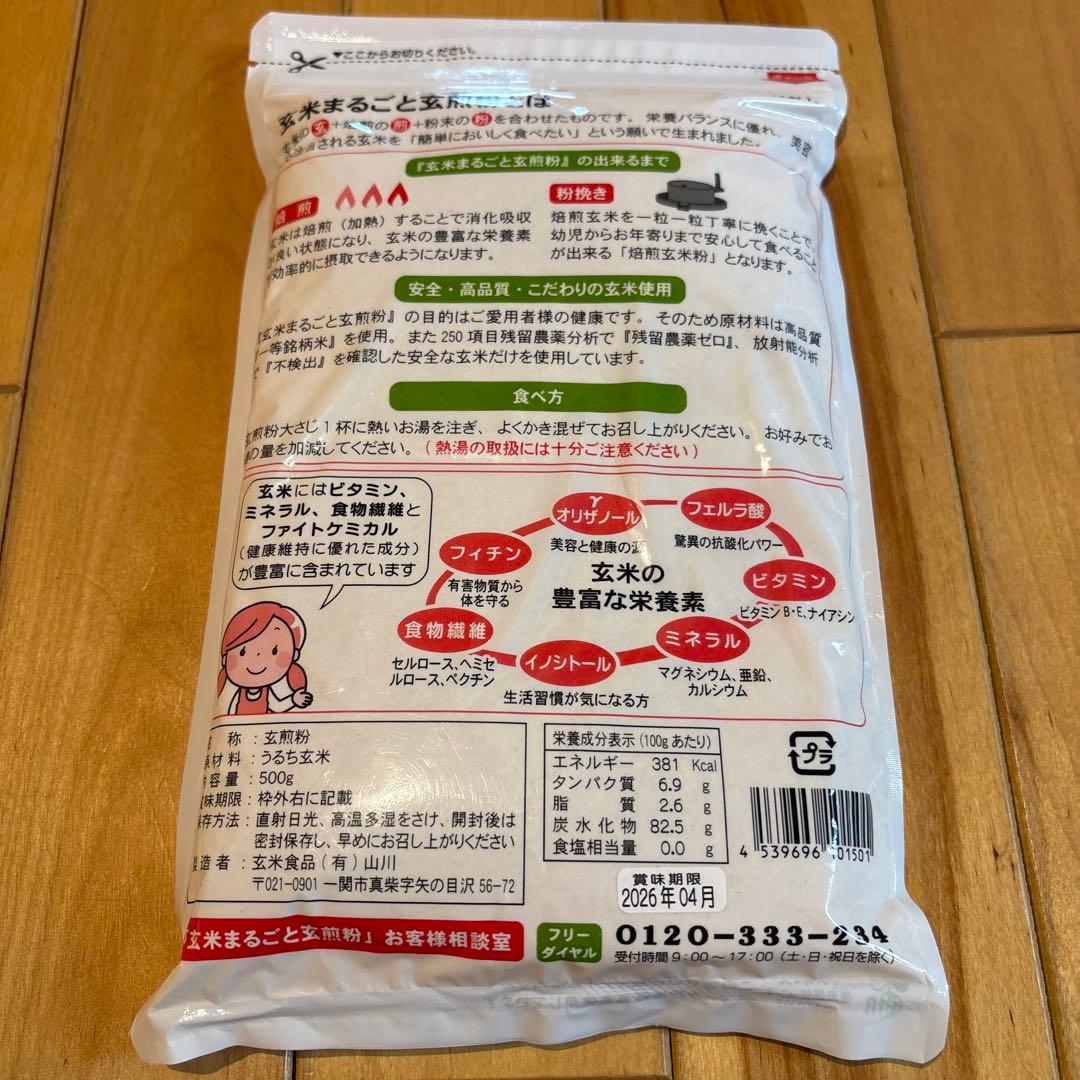 ▼ここからお切りください。
玄米まるごと玄煎粉とは
玄+焙煎の煎+粉末の粉を合わせたものです。 栄養バランスに優れ、美容
される玄米を「簡単においしく食べたい」という願いで生まれました。
『玄米まるごと玄煎粉』の出来るまで
焙煎
玄米は焙煎（加熱）することで消化吸収
が良い状態になり、玄米の豊富な栄養素
効率的に摂取できるようになります。
粉挽き
焙煎玄米を一粒一粒丁寧に挽くことで、
幼児からお年寄りまで安心して食べること
が出来る「焙煎玄米粉」となります。
安全・高品質・こだわりの玄米使用
『玄米まるごと玄煎粉』の目的はご愛用者様の健康です。そのため原材料は高品質
一等銘柄米』を使用。また250項目残留農薬分析で『残留農薬ゼロ』、放射能分析
で『不検出』を確認した安全な玄米だけを使用しています。
食べ方
玄煎粉大さじ1杯に熱いお湯を注ぎ、よくかき混ぜてお召し上がりください。お好みでお
の量を加減してください。（熱湯の取扱には十分ご注意ください）
玄米にはビタミン、
ミネラル、食物繊維と
ファイトケミカル
（健康維持に優れた成分）
が豊富に含まれています
γ
オリザノール
美容と健康の源
フェルラ酸
驚異の抗酸化パワー
フィチン
有害物質から
体を守る
玄米の
豊富な栄養素
ビタミン
ビタミンB・E、ナイアシン
食物繊維
セルロース、ヘミセ
ルロース、ペクチン
イノシトール
生活習慣が気になる方
ミネラル
マグネシウム、亜鉛、
カルシウム
称：玄煎粉
原材料：うるち玄米
内容量：500g
賞味期限：枠外右に記載
保存方法：直射日光、高温多湿をさけ、開封後は
密封保存し、早めにお召し上がりください
製造者：玄米食品（有）山川
〒021-0901 一関市真柴字矢の目沢56-72
栄養成分表示（100gあたり）
エネルギー 381 Kcal
タンパク質 6.9 g
脂質 2.6 g
炭水化物 82.5 g
食塩相当量 0.0 g
プラ
4 539696 101501
賞味期限
2026年04月
「玄米まるごと玄煎粉」お客様相談室
フリー
ダイヤル
0120-333-234
受付時間9:00～17:00（土・日・祝日を除く）